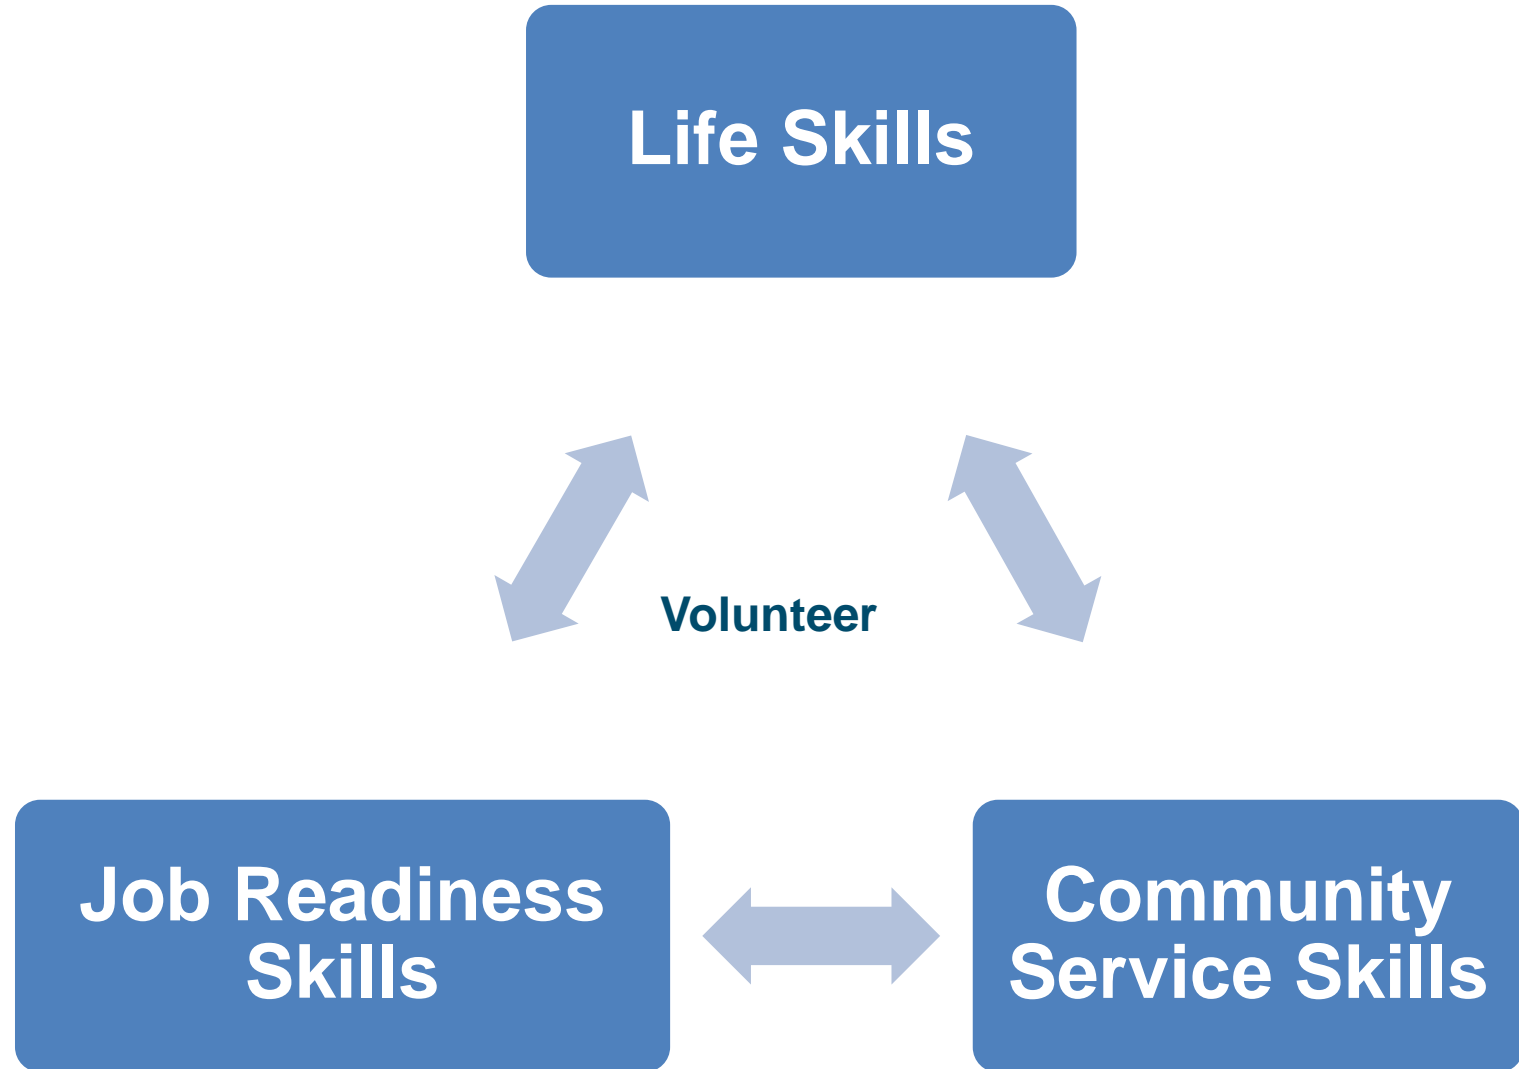 Life Skills
Volunteer
Job Readiness
Skills
Community
Service Skills